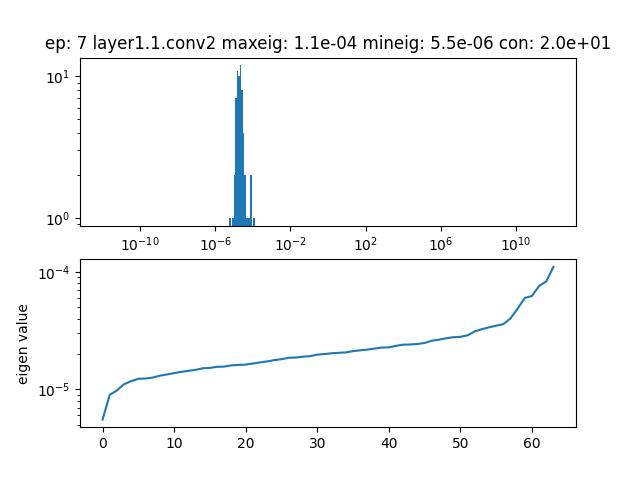 ep: 7 layer1.1.conv2 maxeig: 1.1e-04 mineig: 5.5e-06 con: 2.0e+01
10¹
10⁰
10⁻¹⁰ 10⁻⁶ 10⁻² 10² 10⁶ 10¹⁰
10⁻⁴
10⁻⁵
eigen value
0 10 20 30 40 50 60